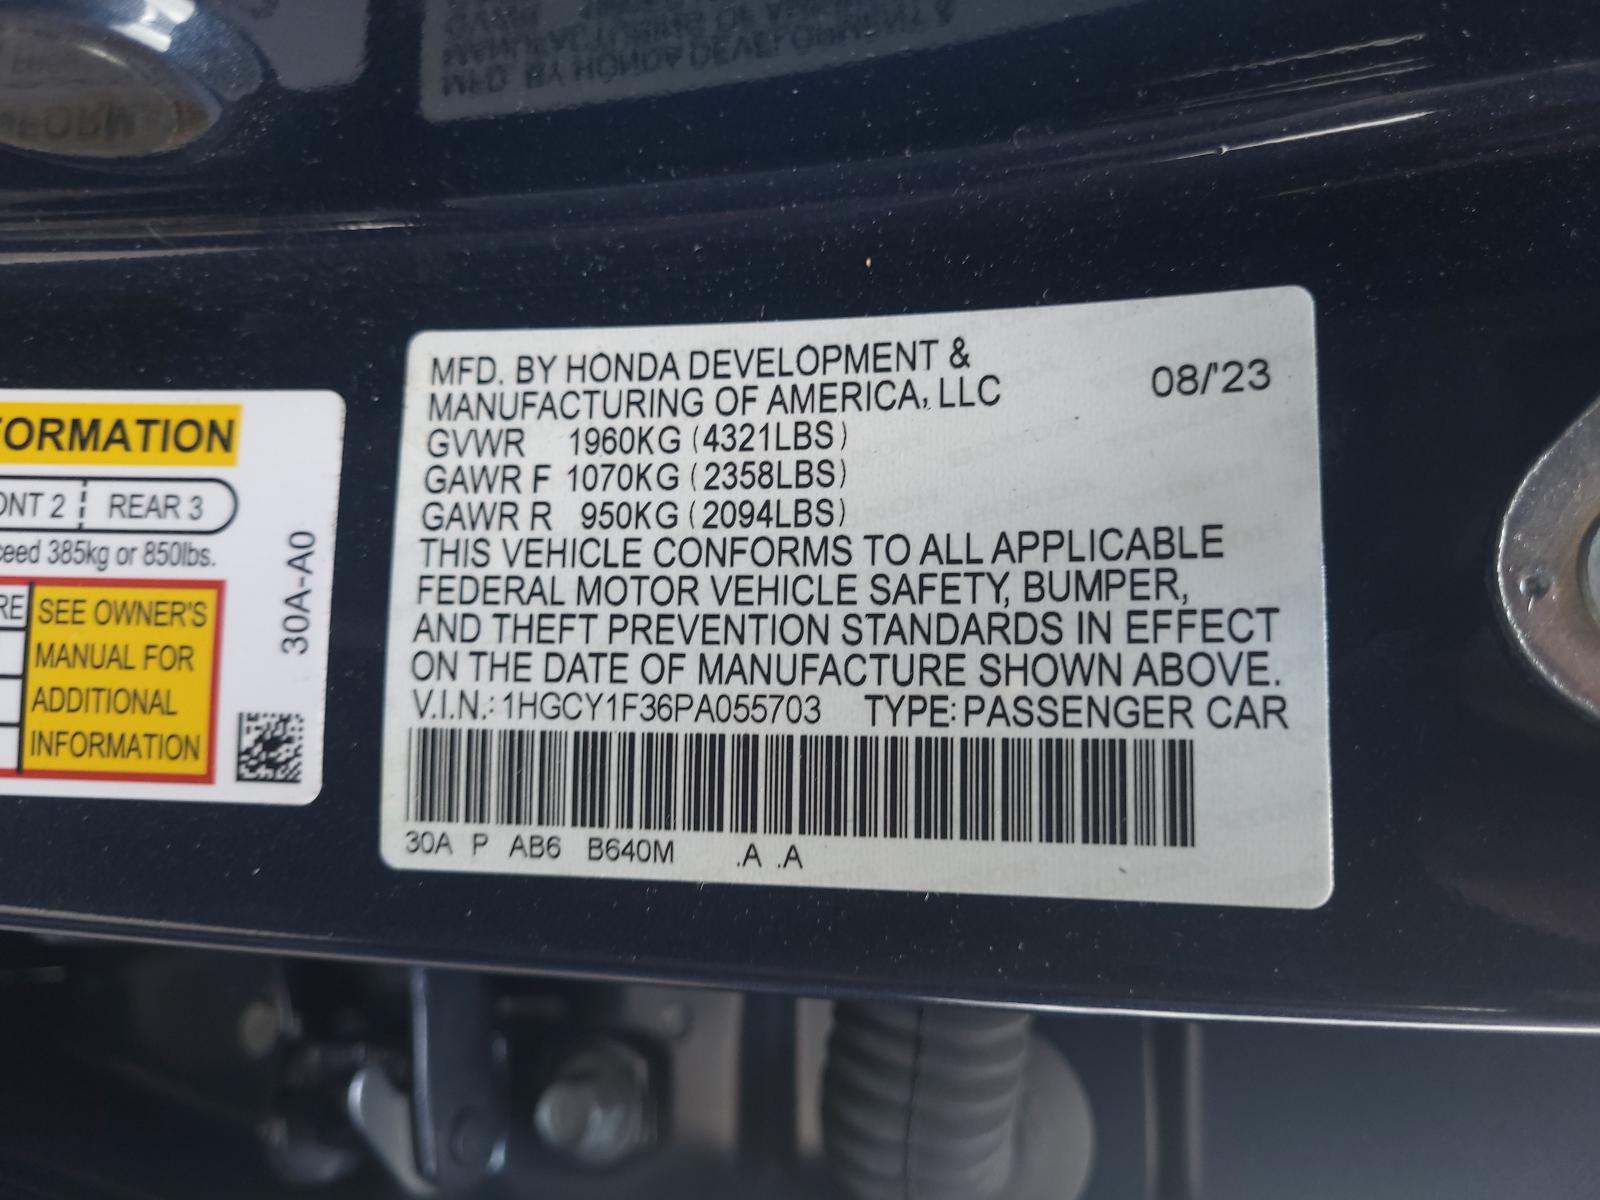 FORMATION
ONT 2 REAR 3
ceed 385kg or 850lbs.
RE
SEE OWNER'S
MANUAL FOR
ADDITIONAL
INFORMATION
30A-A0
MFD. BY HONDA DEVELOPMENT &
MANUFACTURING OF AMERICA, LLC
08/'23
GVWR 1960KG (4321LBS)
GAWR F 1070KG (2358LBS)
GAWR R 950KG (2094LBS)
THIS VEHICLE CONFORMS TO ALL APPLICABLE
FEDERAL MOTOR VEHICLE SAFETY, BUMPER,
AND THEFT PREVENTION STANDARDS IN EFFECT
ON THE DATE OF MANUFACTURE SHOWN ABOVE.
V.I.N.: 1HGCY1F36PA055703 TYPE: PASSENGER CAR
30A P AB6 B640M .A .A